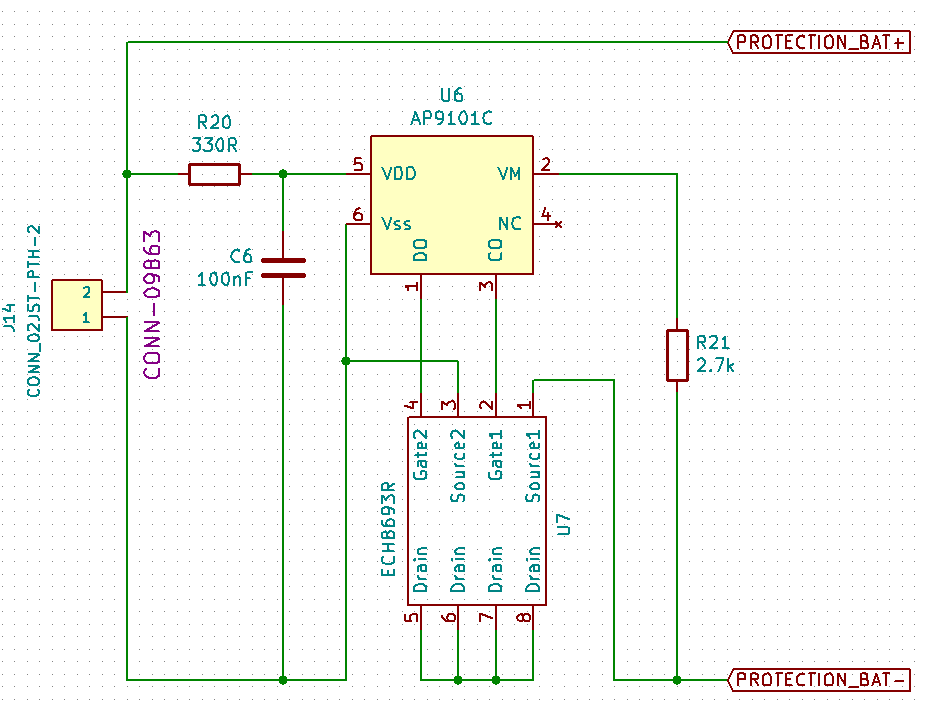 PROTECTION_BAT+
U6
AP9101C
R20
330R
5
VDD
VM
2
6
Vss
NC
4
DO
CO
1
3
C6
100nF
J14
CONN_02JST-PTH-2
2
1
CONN-09863
R21
2.7k
4
3
2
1
Gate2
Source2
Gate1
Source1
ECH8693R
U7
Drain
Drain
Drain
Drain
5
6
7
8
PROTECTION_BAT-